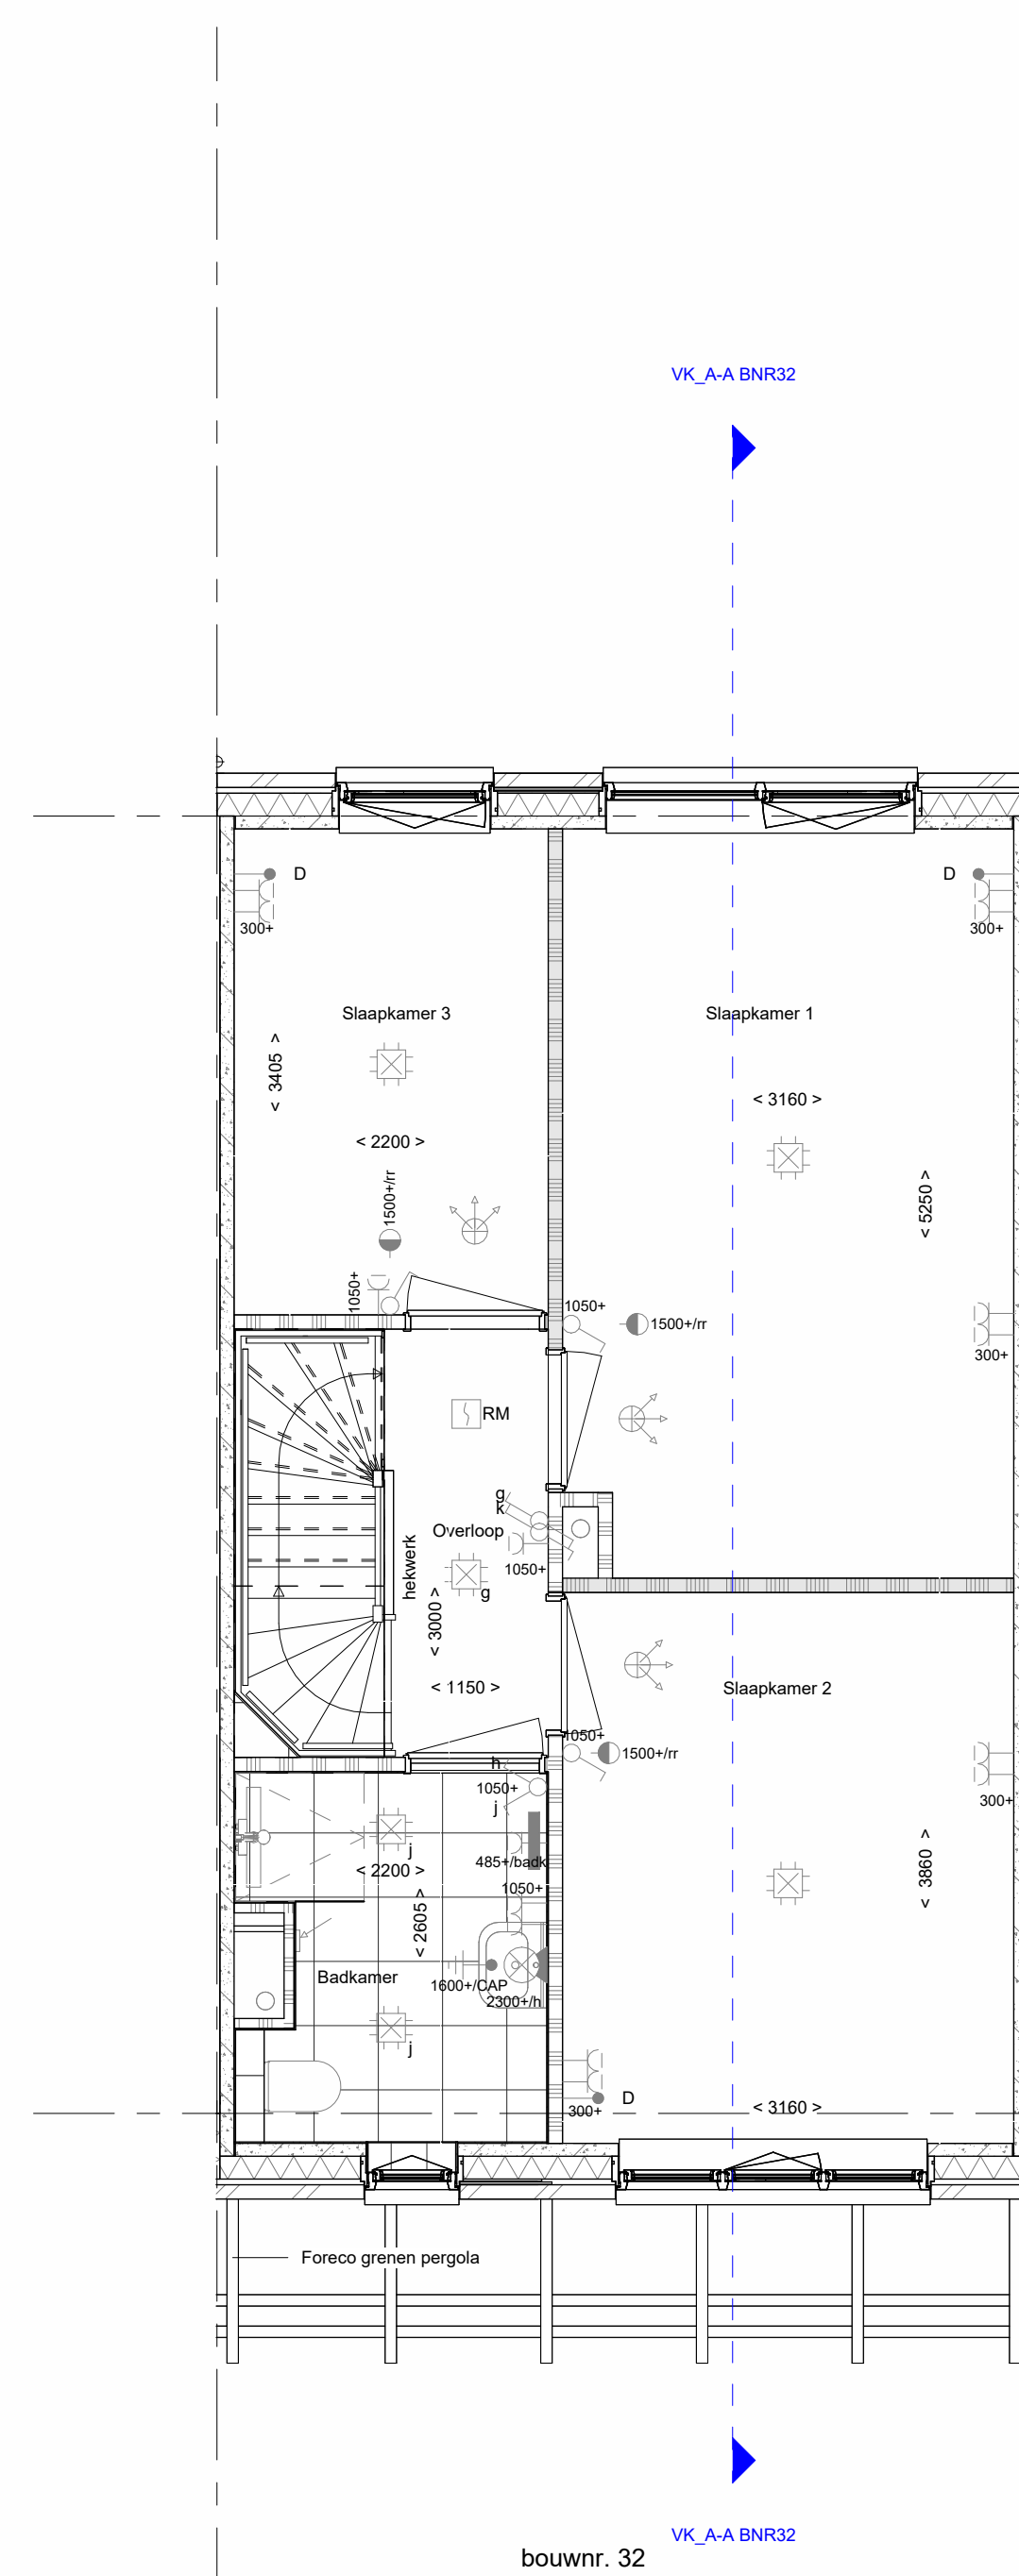 VK_A-A BNR32
D
D
300+
300+
Slaapkamer 3
Slaapkamer 1
< 3405 >
< 3160 >
< 2200 >
1500+/rr
< 5250 >
1050+
1050+
1500+/rr
300+
RM
g
k
Overloop
hekwerk
1050+
g
< 3000 >
< 1150 >
Slaapkamer 2
1050+
1500+/rr
h
1050+
300+
j
j
485+/badk
< 2200 >
1050+
< 3860 >
< 2605 >
Badkamer
1600+/CAP
2300+/h
j
D
300+
< 3160 >
Foreco grenen pergola
VK_A-A BNR32
bouwnr. 32